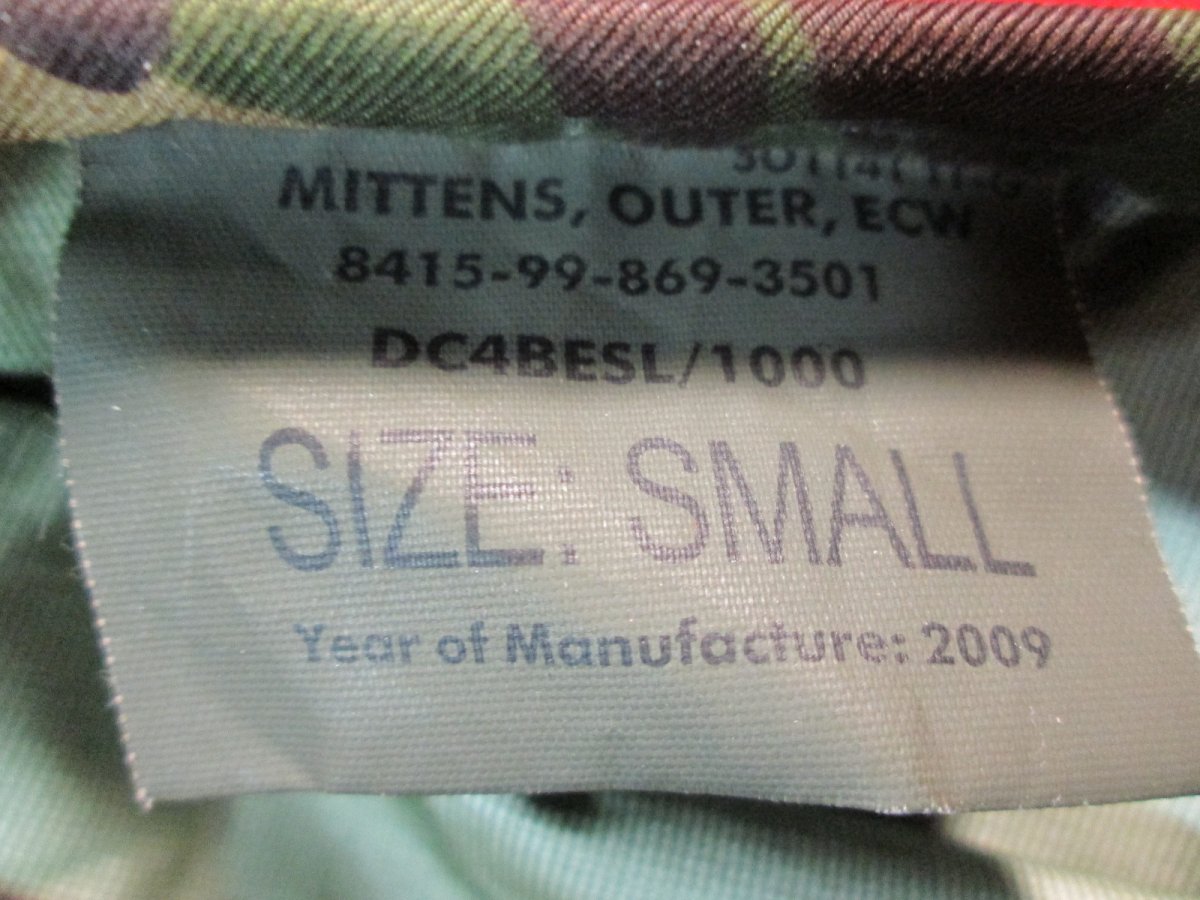 MITTENS, OUTER, ECW
8415-99-869-3501
DC4BESL/1000
SIZE: SMALL
Year of Manufacture: 2009